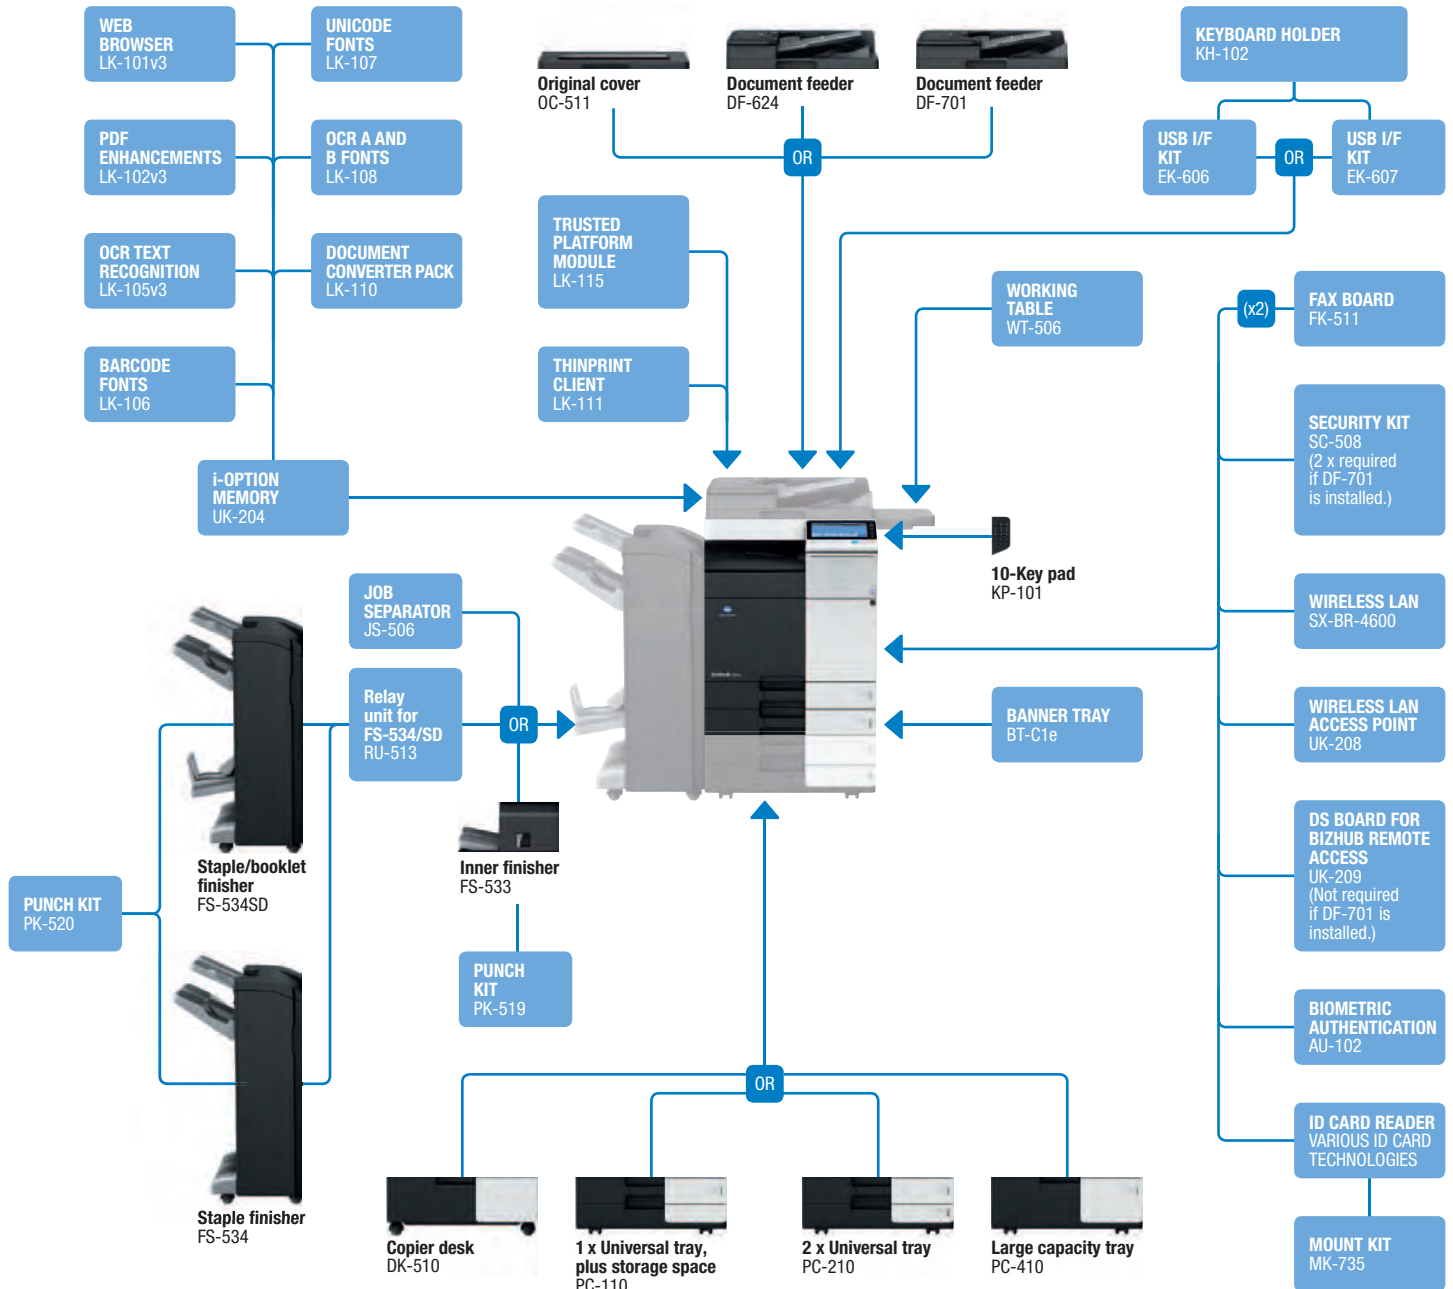 WEB
BROWSER
LK-101v3
UNICODE
FONTS
LK-107
PDF
ENHANCEMENTS
LK-102v3
OCR A AND
B FONTS
LK-108
OCR TEXT
RECOGNITION
LK-105v3
DOCUMENT
CONVERTER PACK
LK-110
BARCODE
FONTS
LK-106
i-OPTION
MEMORY
UK-204
Original cover
OC-511
Document feeder
DF-624
Document feeder
DF-701
OR
TRUSTED
PLATFORM
MODULE
LK-115
THINPRINT
CLIENT
LK-111
KEYBOARD HOLDER
KH-102
USB I/F
KIT
EK-606
OR
USB I/F
KIT
EK-607
WORKING
TABLE
WT-506
10-Key pad
KP-101
BANNER TRAY
BT-C1e
(x2)
FAX BOARD
FK-511
SECURITY KIT
SC-508
(2 x required
if DF-701
is installed.)
WIRELESS LAN
SX-BR-4600
WIRELESS LAN
ACCESS POINT
UK-208
DS BOARD FOR
BIZHUB REMOTE
ACCESS
UK-209
(Not required
if DF-701 is
installed.)
BIOMETRIC
AUTHENTICATION
AU-102
ID CARD READER
VARIOUS ID CARD
TECHNOLOGIES
MOUNT KIT
MK-735
JOB
SEPARATOR
JS-506
Relay
unit for
FS-534/SD
RU-513
OR
Inner finisher
FS-533
PUNCH
KIT
PK-519
Staple/booklet
finisher
FS-534SD
PUNCH KIT
PK-520
Staple finisher
FS-534
OR
Copier desk
DK-510
1 x Universal tray,
plus storage space
PC-110
2 x Universal tray
PC-210
Large capacity tray
PC-410